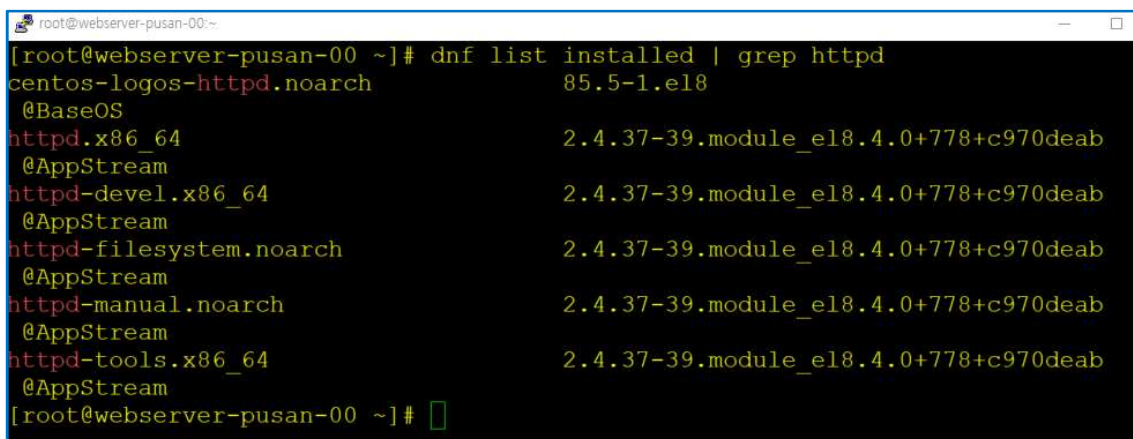 root@webserver-pusan-00:~
[root@webserver-pusan-00 ~]# dnf list installed | grep httpd
centos-logos-httpd.noarch 85.5-1.el8
@BaseOS
httpd.x86_64 2.4.37-39.module_el8.4.0+778+c970deab
@AppStream
httpd-devel.x86_64 2.4.37-39.module_el8.4.0+778+c970deab
@AppStream
httpd-filesystem.noarch 2.4.37-39.module_el8.4.0+778+c970deab
@AppStream
httpd-manual.noarch 2.4.37-39.module_el8.4.0+778+c970deab
@AppStream
httpd-tools.x86_64 2.4.37-39.module_el8.4.0+778+c970deab
@AppStream
[root@webserver-pusan-00 ~]#